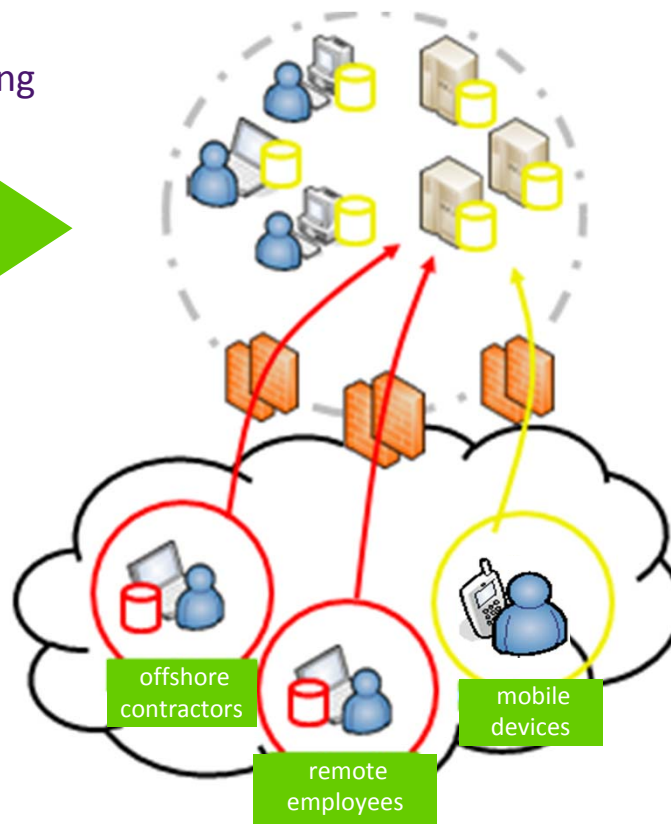 ng
offshore
contractors
mobile
devices
remote
employees